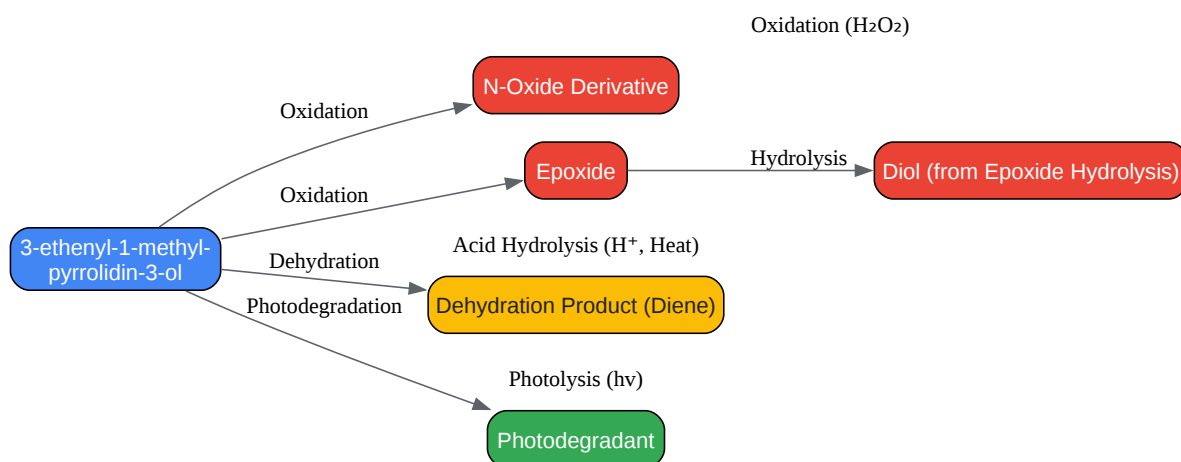 Oxidation (H₂O₂)
N-Oxide Derivative
Oxidation
Epoxide
Hydrolysis
Diol (from Epoxide Hydrolysis)
Oxidation
3-ethenyl-1-methyl-
pyrrolidin-3-ol
Acid Hydrolysis (H⁺, Heat)
Dehydration
Dehydration Product (Diene)
Photodegradation
Photolysis (hv)
Photodegradant